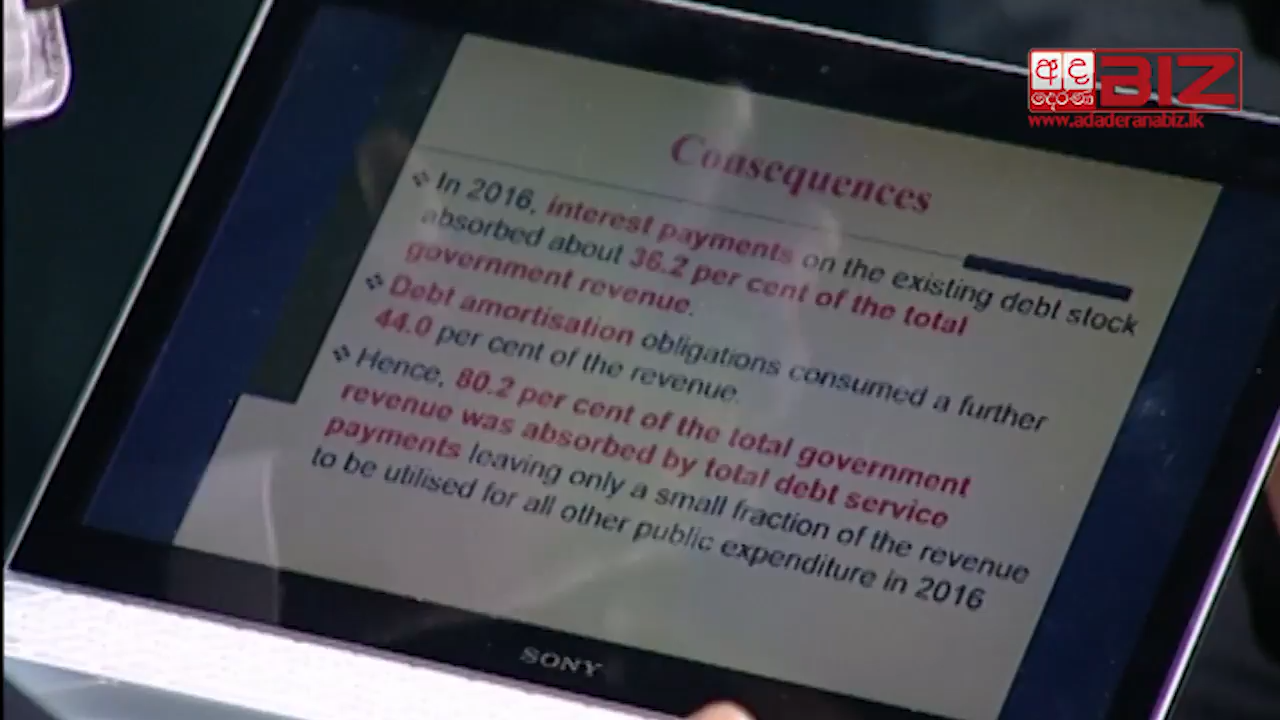 අද
දෙරණ
BIZ
www.adaderanabiz.lk
Consequences
In 2016, interest payments on the existing debt stock
absorbed about 36.2 per cent of the total
government revenue.
Debt amortisation obligations consumed a further
44.0 per cent of the revenue.
Hence, 80.2 per cent of the total government
revenue was absorbed by total debt service
payments leaving only a small fraction of the revenue
to be utilised for all other public expenditure in 2016
SONY